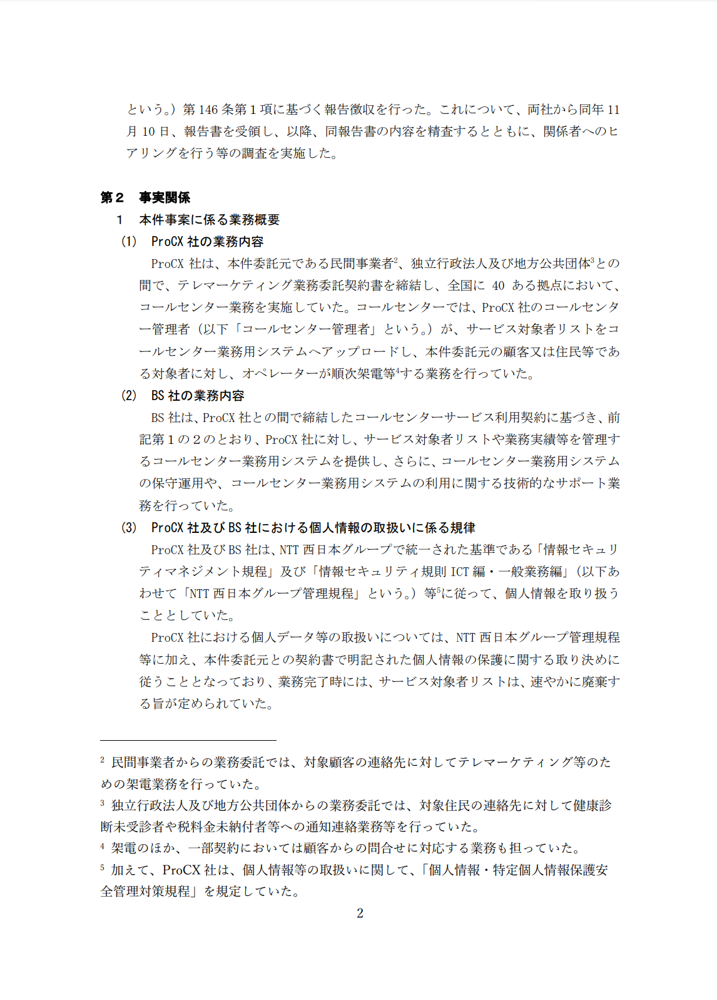 という。）第 146 条第１項に基づく報告徴収を行った。これについて、両社から同年 11
月 10 日、報告書を受領し、以降、同報告書の内容を精査するとともに、関係者へのヒ
アリングを行う等の調査を実施した。
第２　事実関係
１　本件事案に係る業務概要
(1)　ProCX 社の業務内容
ProCX 社は、本件委託元である民間事業者²、独立行政法人及び地方公共団体³との
間で、テレマーケティング業務委託契約書を締結し、全国に 40 ある拠点において、
コールセンター業務を実施していた。コールセンターでは、ProCX 社のコールセンタ
ー管理者（以下「コールセンター管理者」という。）が、サービス対象者リストをコ
ールセンター業務用システムへアップロードし、本件委託元の顧客又は住民等であ
る対象者に対し、オペレーターが順次架電等⁴する業務を行っていた。
(2)　BS 社の業務内容
BS 社は、ProCX 社との間で締結したコールセンターサービス利用契約に基づき、前
記第１の２のとおり、ProCX 社に対し、サービス対象者リストや業務実績等を管理す
るコールセンター業務用システムを提供し、さらに、コールセンター業務用システム
の保守運用や、コールセンター業務用システムの利用に関する技術的なサポート業
務を行っていた。
(3)　ProCX 社及び BS 社における個人情報の取扱いに係る規律
ProCX 社及び BS 社は、NTT 西日本グループで統一された基準である「情報セキュリ
ティマネジメント規程」及び「情報セキュリティ規則 ICT 編・一般業務編」（以下あ
わせて「NTT 西日本グループ管理規程」という。）等⁵に従って、個人情報を取り扱う
こととしていた。
ProCX 社における個人データ等の取扱いについては、NTT 西日本グループ管理規程
等に加え、本件委託元との契約書で明記された個人情報の保護に関する取り決めに
従うこととなっており、業務完了時には、サービス対象者リストは、速やかに廃棄す
る旨が定められていた。
² 民間事業者からの業務委託では、対象顧客の連絡先に対してテレマーケティング等のた
めの架電業務を行っていた。
³ 独立行政法人及び地方公共団体からの業務委託では、対象住民の連絡先に対して健康診
断未受診者や税料金未納付者等への通知連絡業務等を行っていた。
⁴ 架電のほか、一部契約においては顧客からの問合せに対応する業務も担っていた。
⁵ 加えて、ProCX 社は、個人情報等の取扱いに関して、「個人情報・特定個人情報保護安
全管理対策規程」を規定していた。
2